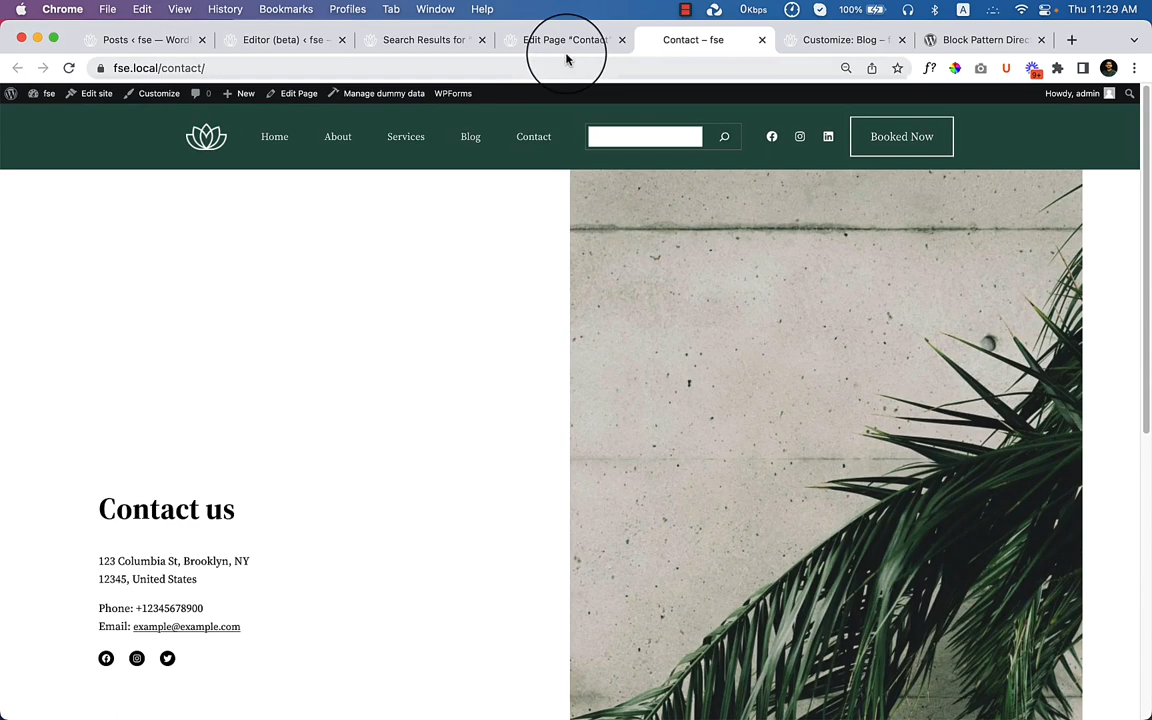 Chrome File Edit View History Bookmarks Profiles Tab Window Help 0Kbps 100% A Thu 11:29 AM
Posts ‹ fse — Word Editor (beta) ‹ fse – Search Results for " Edit Page "Contact" Contact – fse Customize: Blog – f Block Pattern Direc
fse.local/contact/ f? U 9+
fse Edit site Customize 0 New Edit Page Manage dummy data WPForms Howdy, admin
Home About Services Blog Contact Booked Now
Contact us
123 Columbia St, Brooklyn, NY
12345, United States
Phone: +12345678900
Email: example@example.com